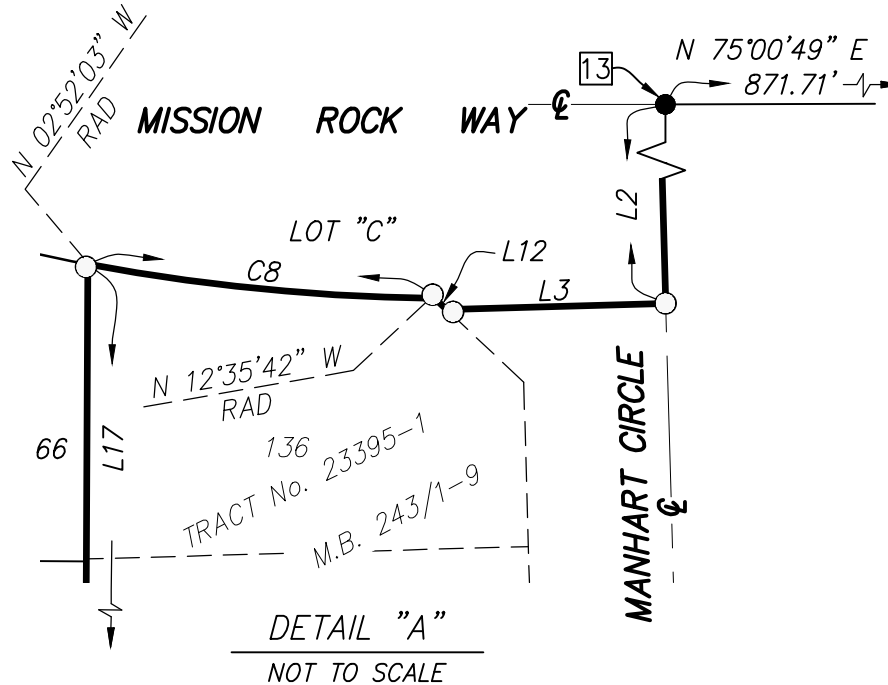 N 02°52'03" W
RAD
MISSION ROCK WAY ℄
13
N 75°00'49" E
871.71'
L2
LOT "C"
C8
L12
L3
N 12°35'42" W
RAD
66
L17
136
TRACT No. 23395-1
M.B. 243/1-9
MANHART CIRCLE
℄
DETAIL "A"
NOT TO SCALE